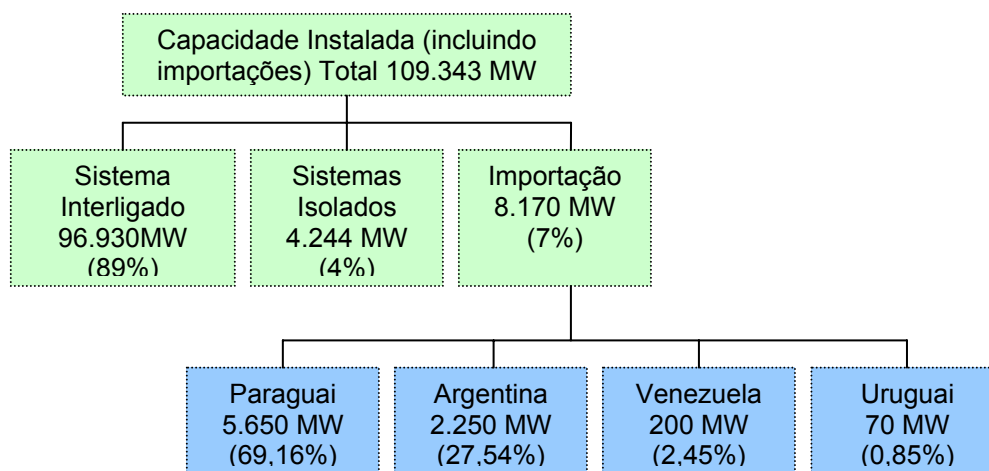 Capacidade Instalada (incluindo
importações) Total 109.343 MW
Sistema
Interligado
96.930MW
(89%)
Sistemas
Isolados
4.244 MW
(4%)
Importação
8.170 MW
(7%)
Paraguai
5.650 MW
(69,16%)
Argentina
2.250 MW
(27,54%)
Venezuela
200 MW
(2,45%)
Uruguai
70 MW
(0,85%)